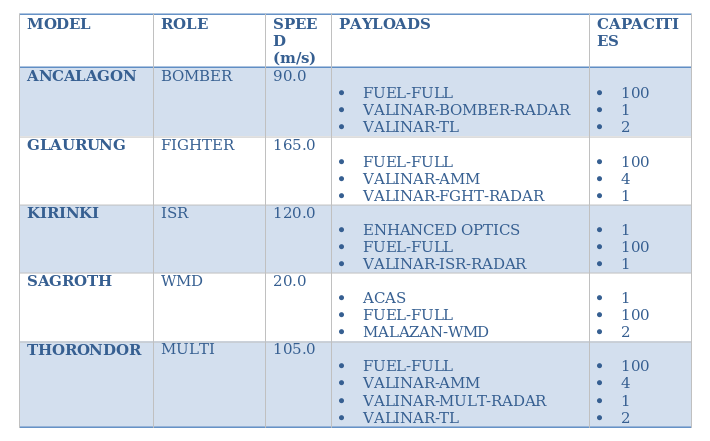 MODEL ROLE SPEE PAYLOADS CAPACITI
D ES
(m/s)
ANCALAGON BOMBER 90.0
• FUEL-FULL • 100
• VALINAR-BOMBER-RADAR • 1
• VALINAR-TL • 2
GLAURUNG FIGHTER 165.0
• FUEL-FULL • 100
• VALINAR-AMM • 4
• VALINAR-FGHT-RADAR • 1
KIRINKI ISR 120.0
• ENHANCED OPTICS • 1
• FUEL-FULL • 100
• VALINAR-ISR-RADAR • 1
SAGROTH WMD 20.0
• ACAS • 1
• FUEL-FULL • 100
• MALAZAN-WMD • 2
THORONDOR MULTI 105.0
• FUEL-FULL • 100
• VALINAR-AMM • 4
• VALINAR-MULT-RADAR • 1
• VALINAR-TL • 2